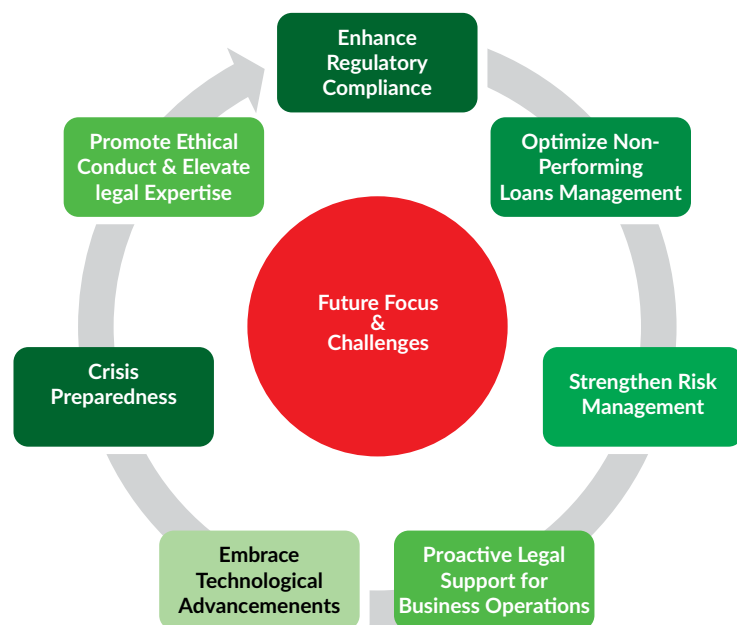 Enhance
Regulatory
Compliance
Optimize Non-
Performing
Loans Management
Strengthen Risk
Management
Proactive Legal
Support for
Business Operations
Embrace
Technological
Advancemenents
Crisis
Preparedness
Promote Ethical
Conduct & Elevate
legal Expertise
Future Focus
&
Challenges